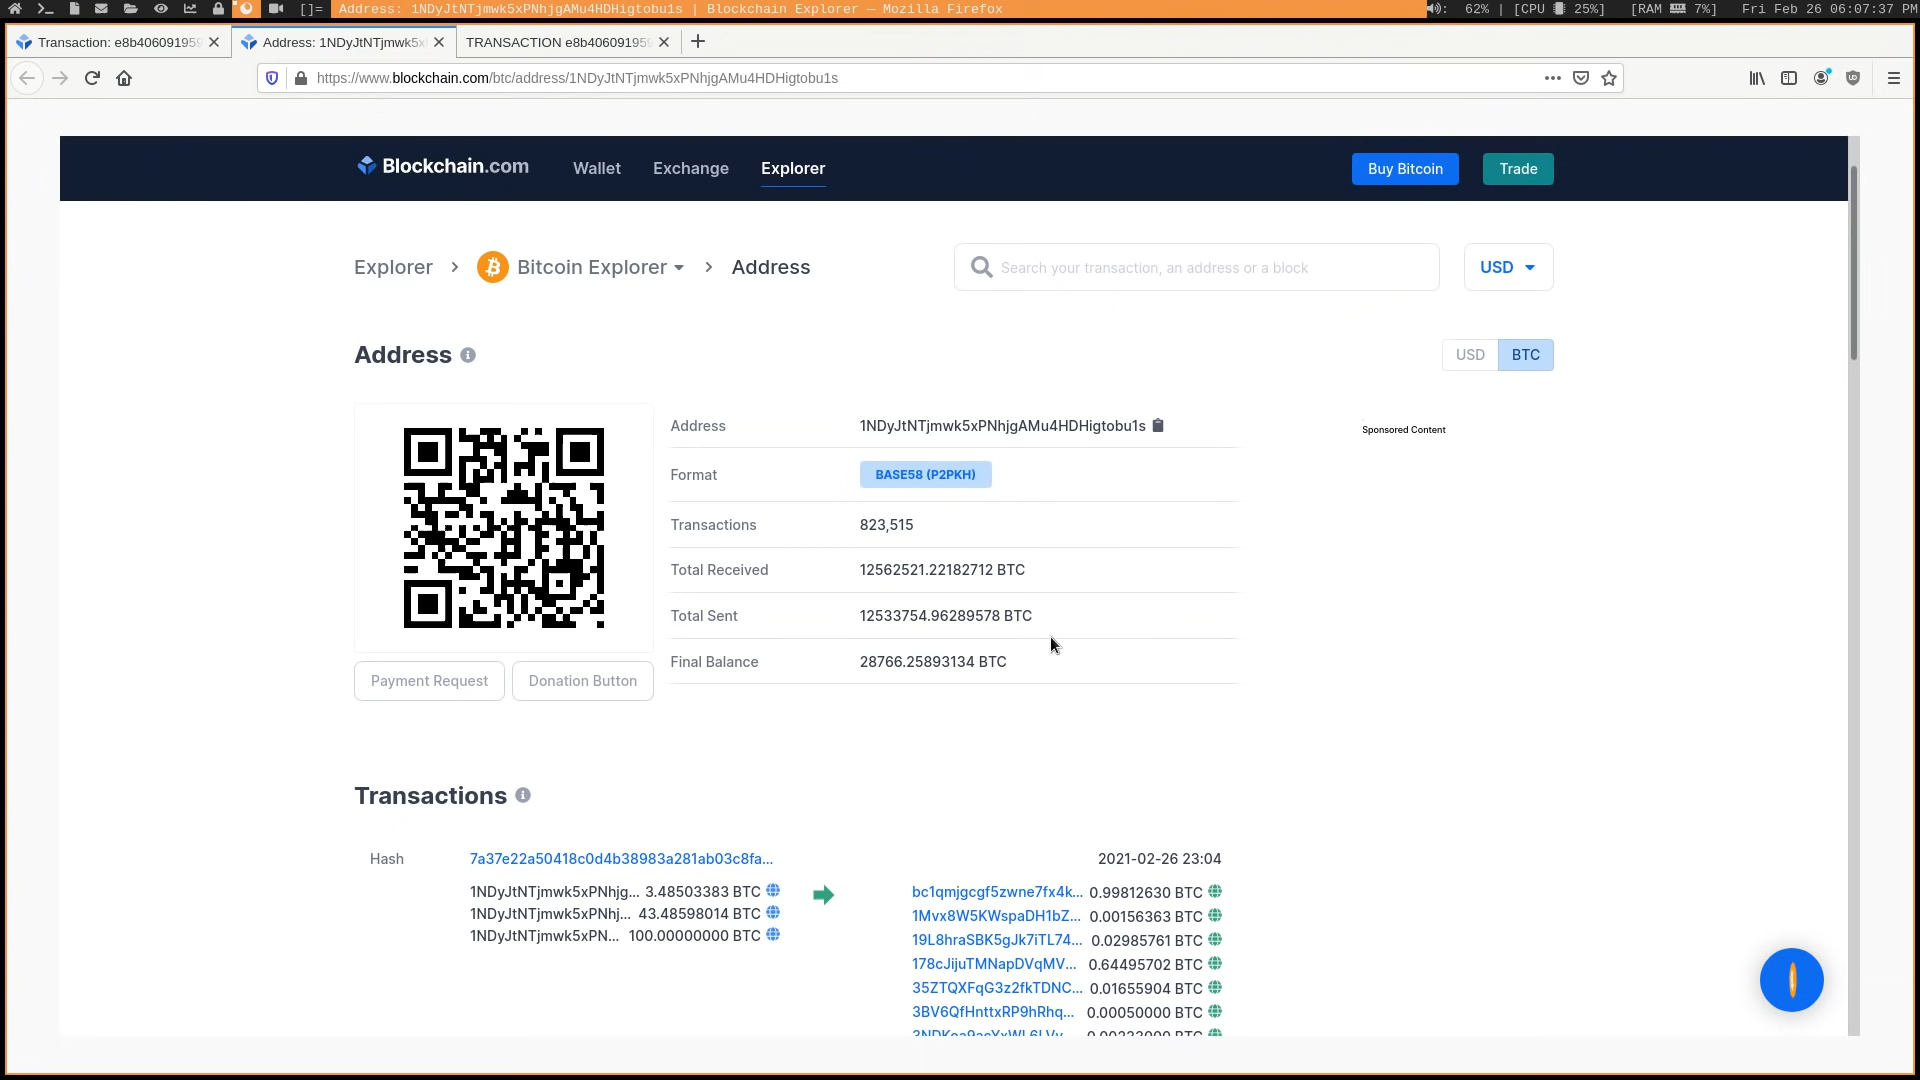 []= Address: 1NDyJtNTjmwk5xPNhjgAMu4HDHigtobu1s | Blockchain Explorer — Mozilla Firefox : 62% | [CPU 25%] [RAM 7%] Fri Feb 26 06:07:37 PM
Transaction: e8b406091959 Address: 1NDyJtNTjmwk5x TRANSACTION e8b406091959
https://www.blockchain.com/btc/address/1NDyJtNTjmwk5xPNhjgAMu4HDHigtobu1s
Blockchain.com Wallet Exchange Explorer Buy Bitcoin Trade
Explorer > Bitcoin Explorer > Address Search your transaction, an address or a block USD
Address USD BTC
Address 1NDyJtNTjmwk5xPNhjgAMu4HDHigtobu1s Sponsored Content
Format BASE58 (P2PKH)
Transactions 823,515
Total Received 12562521.22182712 BTC
Total Sent 12533754.96289578 BTC
Final Balance 28766.25893134 BTC
Payment Request Donation Button
Transactions
Hash 7a37e22a50418c0d4b38983a281ab03c8fa... 2021-02-26 23:04
1NDyJtNTjmwk5xPNhjg... 3.48503383 BTC bc1qmjgcgf5zwne7fx4k... 0.99812630 BTC
1NDyJtNTjmwk5xPNhj... 43.48598014 BTC 1Mvx8W5KWspaDH1bZ... 0.00156363 BTC
1NDyJtNTjmwk5xPN... 100.00000000 BTC 19L8hraSBK5gJk7iTL74... 0.02985761 BTC
178cJijuTMNapDVqMV... 0.64495702 BTC
35ZTQXFqG3z2fkTDNC... 0.01655904 BTC
3BV6QfHnttxRP9hRhq... 0.00050000 BTC